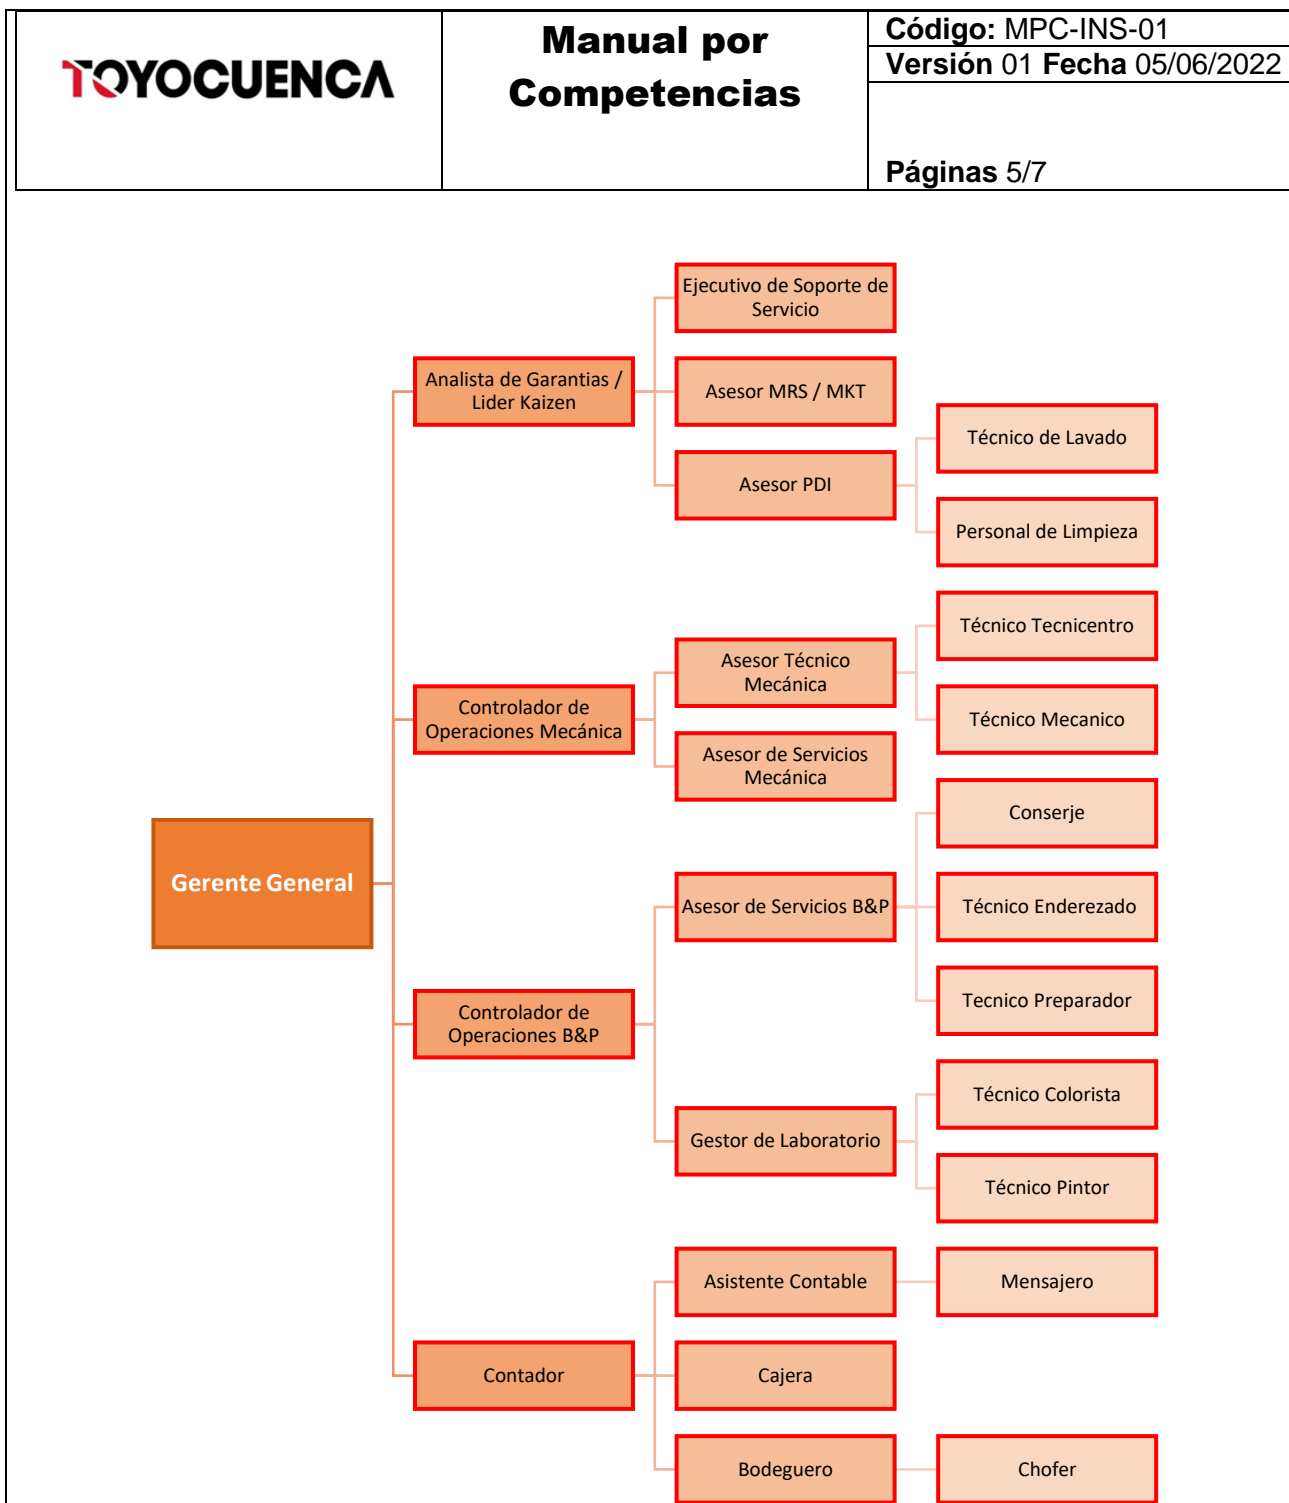 TOYOCUENCA
Manual por
Competencias
Código: MPC-INS-01
Versión 01 Fecha 05/06/2022
Páginas 5/7
Gerente General
Analista de Garantias /
Lider Kaizen
Ejecutivo de Soporte de
Servicio
Asesor MRS / MKT
Asesor PDI
Técnico de Lavado
Personal de Limpieza
Controlador de
Operaciones Mecánica
Asesor Técnico
Mecánica
Técnico Tecnicentro
Técnico Mecanico
Asesor de Servicios
Mecánica
Controlador de
Operaciones B&P
Asesor de Servicios B&P
Conserje
Técnico Enderezado
Tecnico Preparador
Gestor de Laboratorio
Técnico Colorista
Técnico Pintor
Contador
Asistente Contable
Mensajero
Cajera
Bodeguero
Chofer